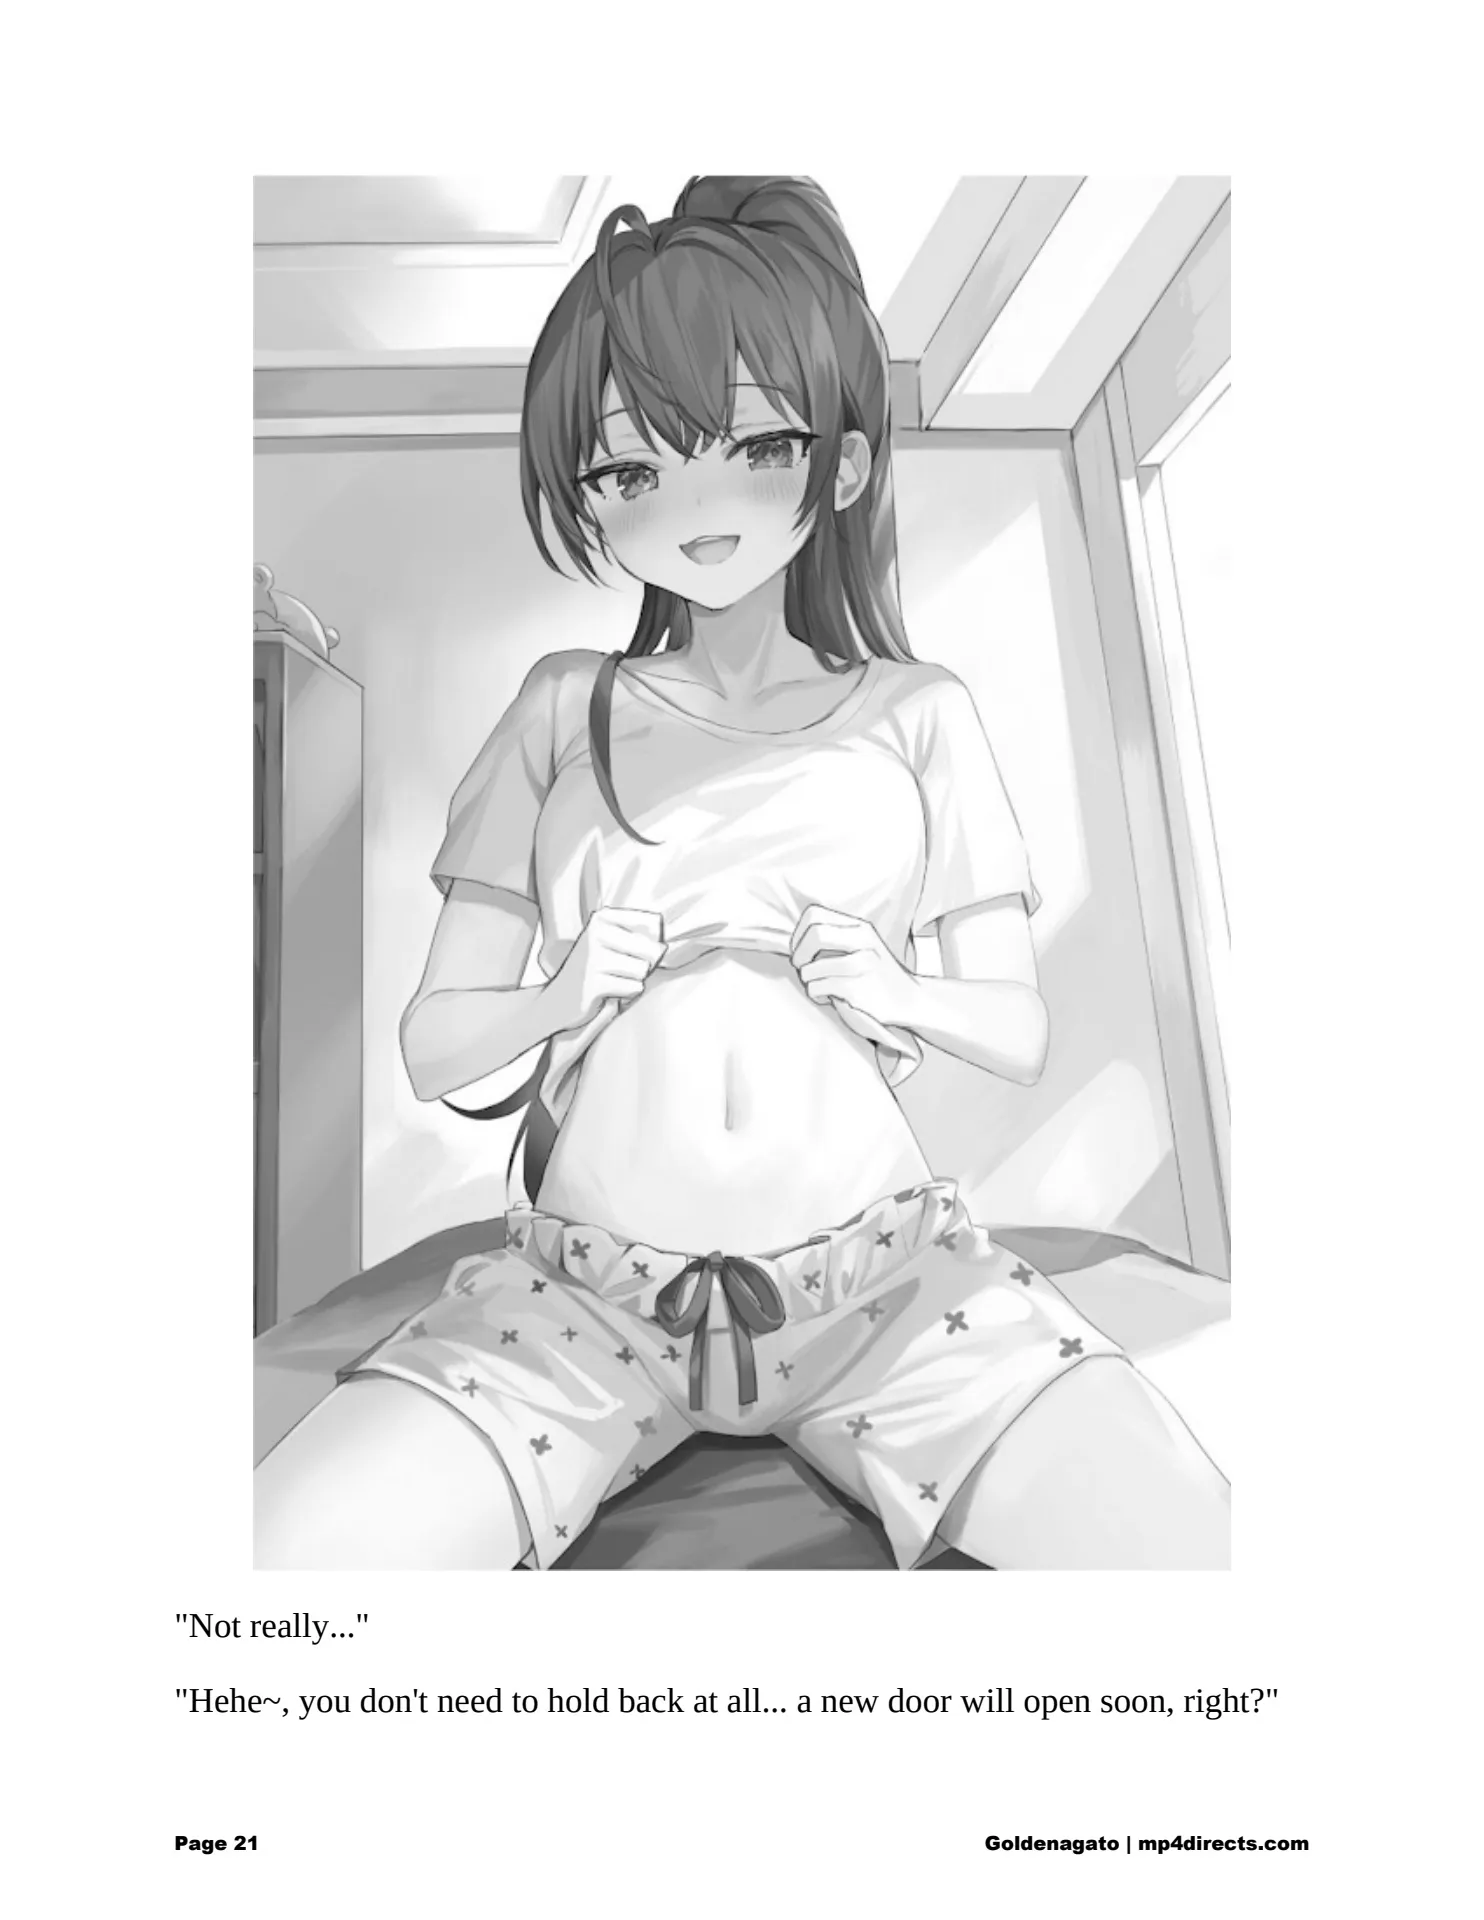 "Not really..."
"Hehe~, you don't need to hold back at all... a new door will open soon, right?"
Page 21
Goldenagato | mp4directs.com